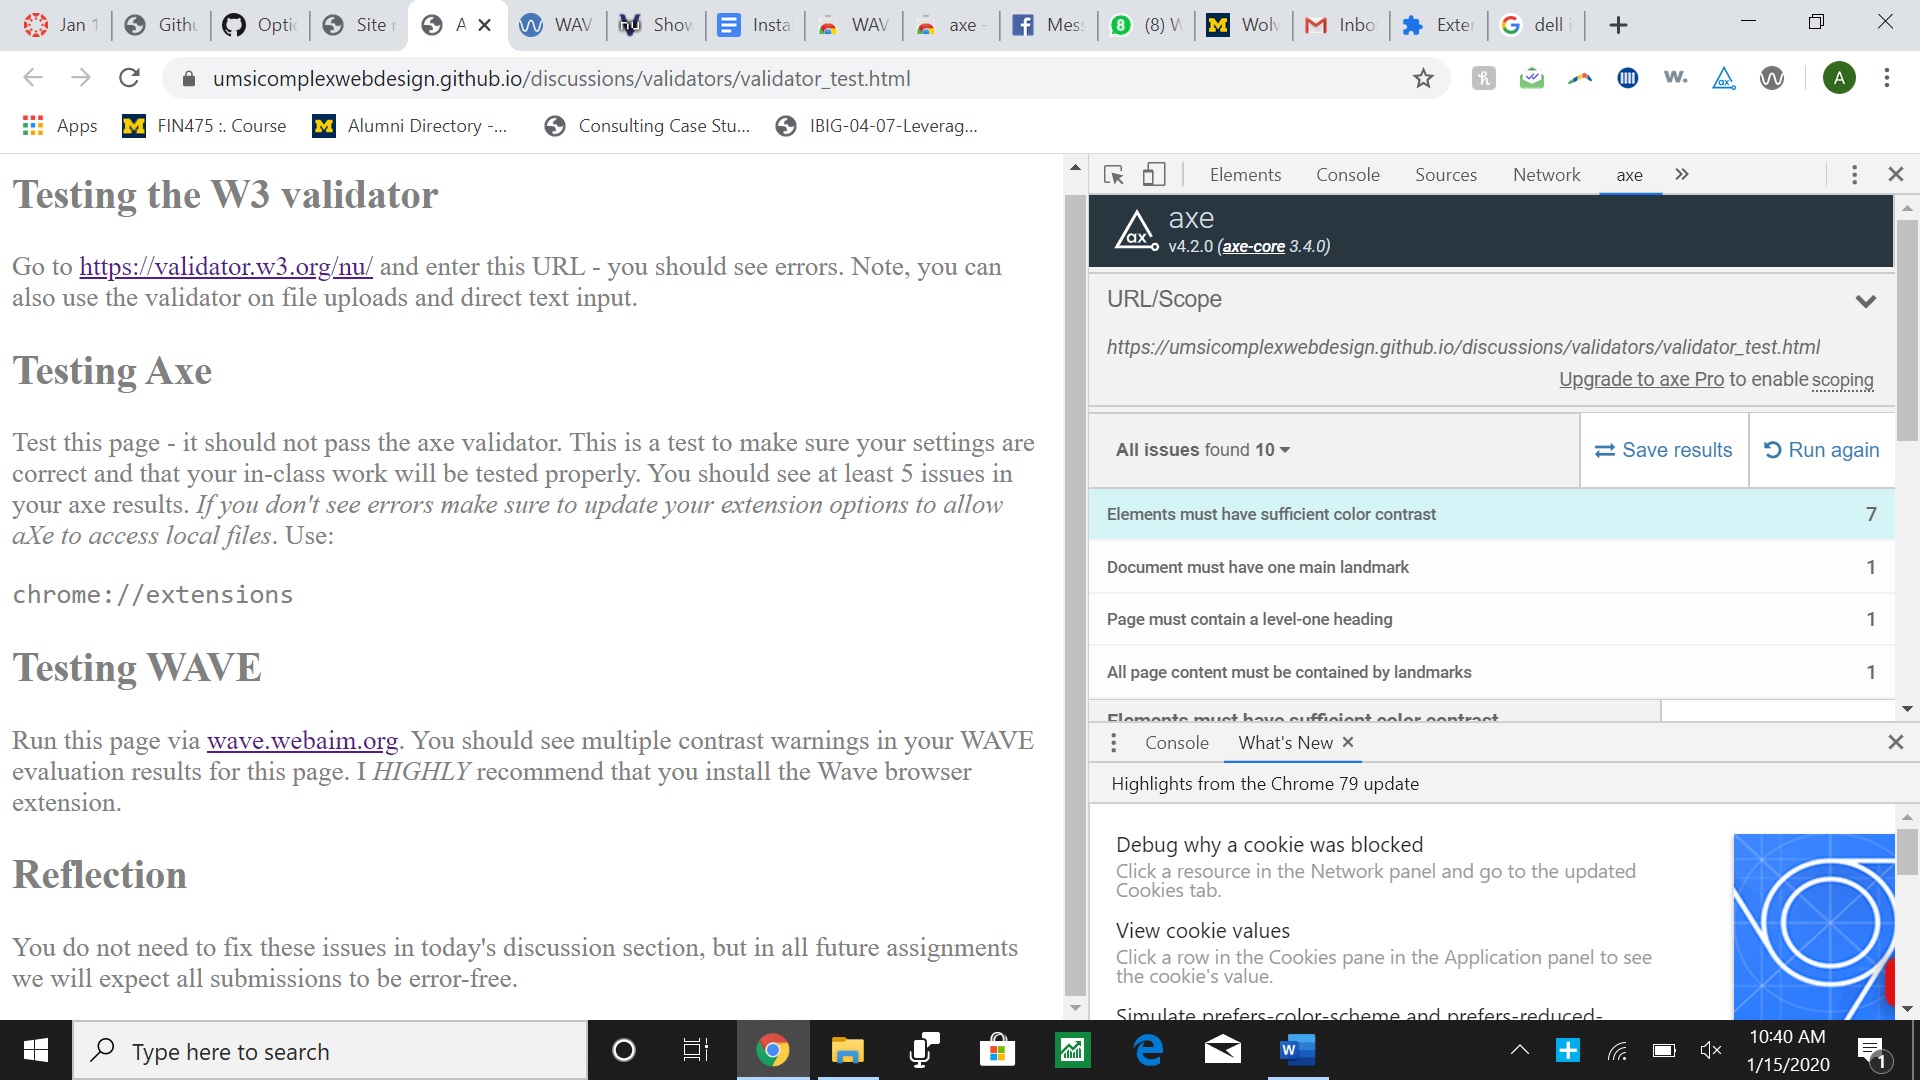 Jan 1
Gith
Opti
Site
A
WAV
Show
Insta
WAV
axe -
Mess
(8) W
Wolv
Inbo
Exte
dell i
umsicomplexwebdesign.github.io/discussions/validators/validator_test.html
A
Apps
FIN475 :. Course
Alumni Directory -...
Consulting Case Stu...
IBIG-04-07-Leverag...
Testing the W3 validator
Go to https://validator.w3.org/nu/ and enter this URL - you should see errors. Note, you can
also use the validator on file uploads and direct text input.
Testing Axe
Test this page - it should not pass the axe validator. This is a test to make sure your settings are
correct and that your in-class work will be tested properly. You should see at least 5 issues in
your axe results. If you don't see errors make sure to update your extension options to allow
aXe to access local files. Use:
chrome://extensions
Testing WAVE
Run this page via wave.webaim.org. You should see multiple contrast warnings in your WAVE
evaluation results for this page. I HIGHLY recommend that you install the Wave browser
extension.
Reflection
You do not need to fix these issues in today's discussion section, but in all future assignments
we will expect all submissions to be error-free.
Elements
Console
Sources
Network
axe
axe
v4.2.0 (axe-core 3.4.0)
URL/Scope
https://umsicomplexwebdesign.github.io/discussions/validators/validator_test.html
Upgrade to axe Pro to enable scoping
All issues found 10
Save results
Run again
Elements must have sufficient color contrast 7
Document must have one main landmark 1
Page must contain a level-one heading 1
All page content must be contained by landmarks 1
Elements must have sufficient color contrast
Console
What's New
Highlights from the Chrome 79 update
Debug why a cookie was blocked
Click a resource in the Network panel and go to the updated
Cookies tab.
View cookie values
Click a row in the Cookies pane in the Application panel to see
the cookie's value.
Simulate prefers-color-scheme and prefers-reduced-
Type here to search
10:40 AM
1/15/2020
1